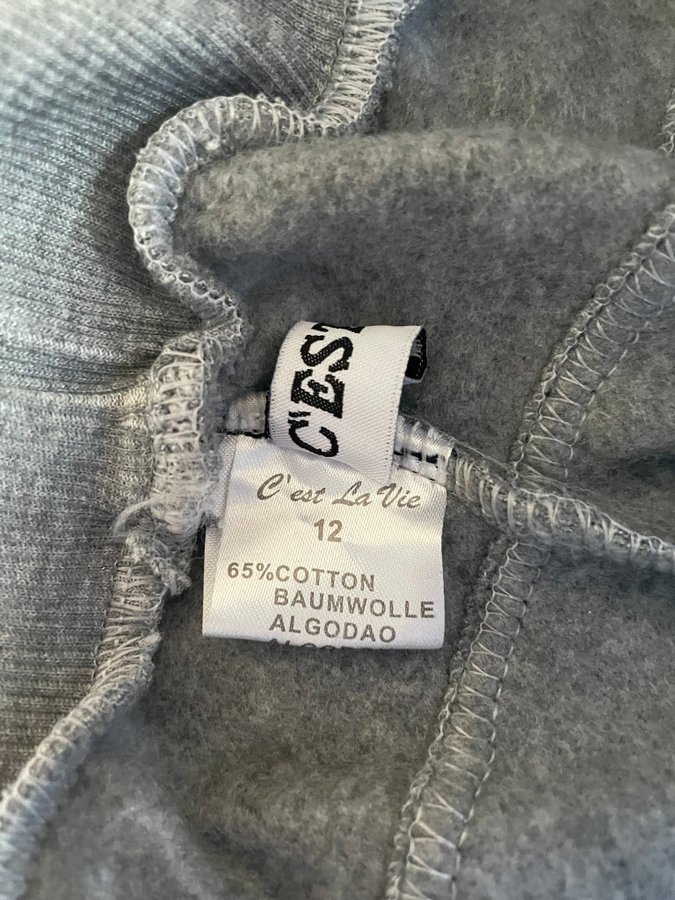 C'EST
C'est La Vie
12
65%COTTON
BAUMWOLLE
ALGODAO